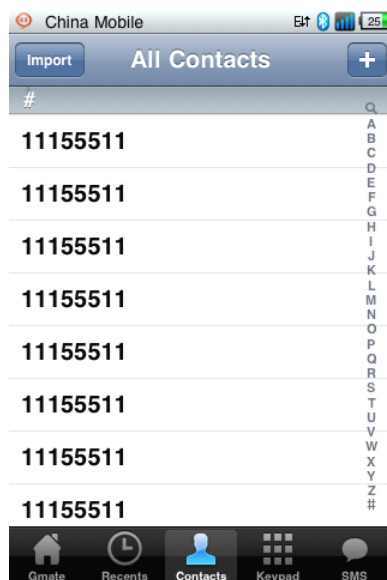 China Mobile
25
Import
All Contacts
+
#
11155511
11155511
11155511
11155511
11155511
11155511
11155511
11155511
A
B
C
D
E
F
G
H
I
J
K
L
M
N
O
P
Q
R
S
T
U
V
W
X
Y
Z
#
Gmate Recents Contacts Keypad SMS